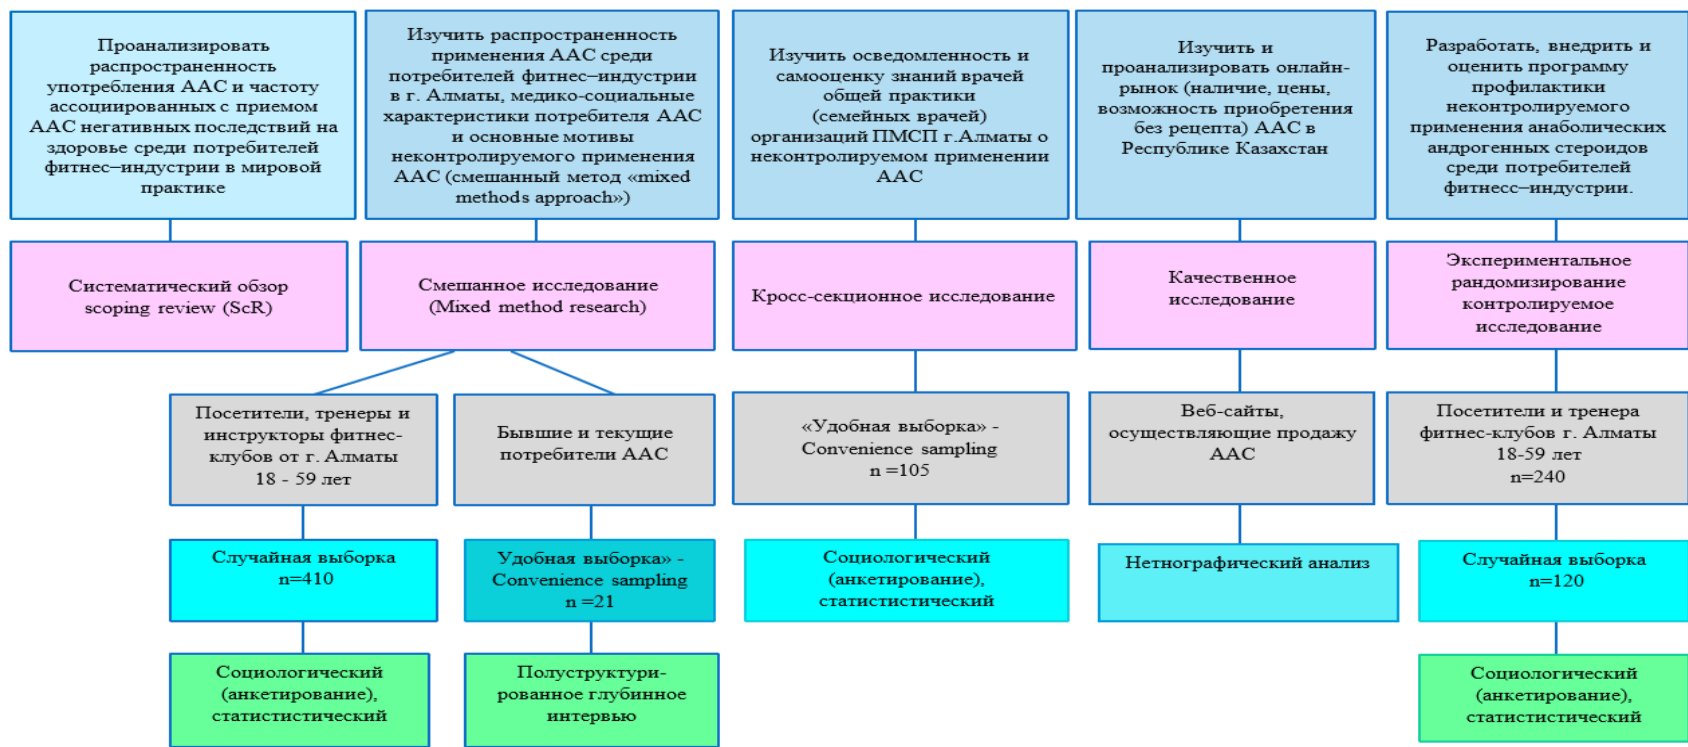 Проанализировать
распространенность
употребления ААС и частоту
ассоциированных с приемом
ААС негативных последствий на
здоровье среди потребителей
фитнес–индустрии в мировой
практике
Изучить распространенность
применения ААС среди
потребителей фитнес–индустрии
в г. Алматы, медико-социальные
характеристики потребителя ААС
и основные мотивы
неконтролируемого применения
ААС (смешанный метод «mixed
methods approach»)
Изучить осведомленность и
самооценку знаний врачей
общей практики
(семейных врачей)
организаций ПМСП г.Алматы о
неконтролируемом применении
ААС
Изучить и
проанализировать онлайн-
рынок (наличие, цены,
возможность приобретения
без рецепта) ААС в
Республике Казахстан
Разработать, внедрить и
оценить программу
профилактики
неконтролируемого
применения анаболических
андрогенных стероидов
среди потребителей
фитнесс–индустрии.
Систематический обзор
scoping review (ScR)
Смешанное исследование
(Mixed method research)
Кросс-секционное исследование
Качественное
исследование
Экспериментальное
рандомизирование
контролируемое
исследование
Посетители, тренеры и
инструкторы фитнес-
клубов от г. Алматы
18 - 59 лет
Бывшие и текущие
потребители ААС
«Удобная выборка» -
Convenience sampling
n =105
Веб-сайты,
осуществляющие продажу
ААС
Посетители и тренера
фитнес-клубов г. Алматы
18-59 лет
n=240
Случайная выборка
n=410
Удобная выборка» -
Convenience sampling
n =21
Социологический
(анкетирование),
статистистический
Нетнографический анализ
Случайная выборка
n=120
Социологический
(анкетирование),
статистистический
Полуструктури-
рованное глубинное
интервью
Социологический
(анкетирование),
статистистический